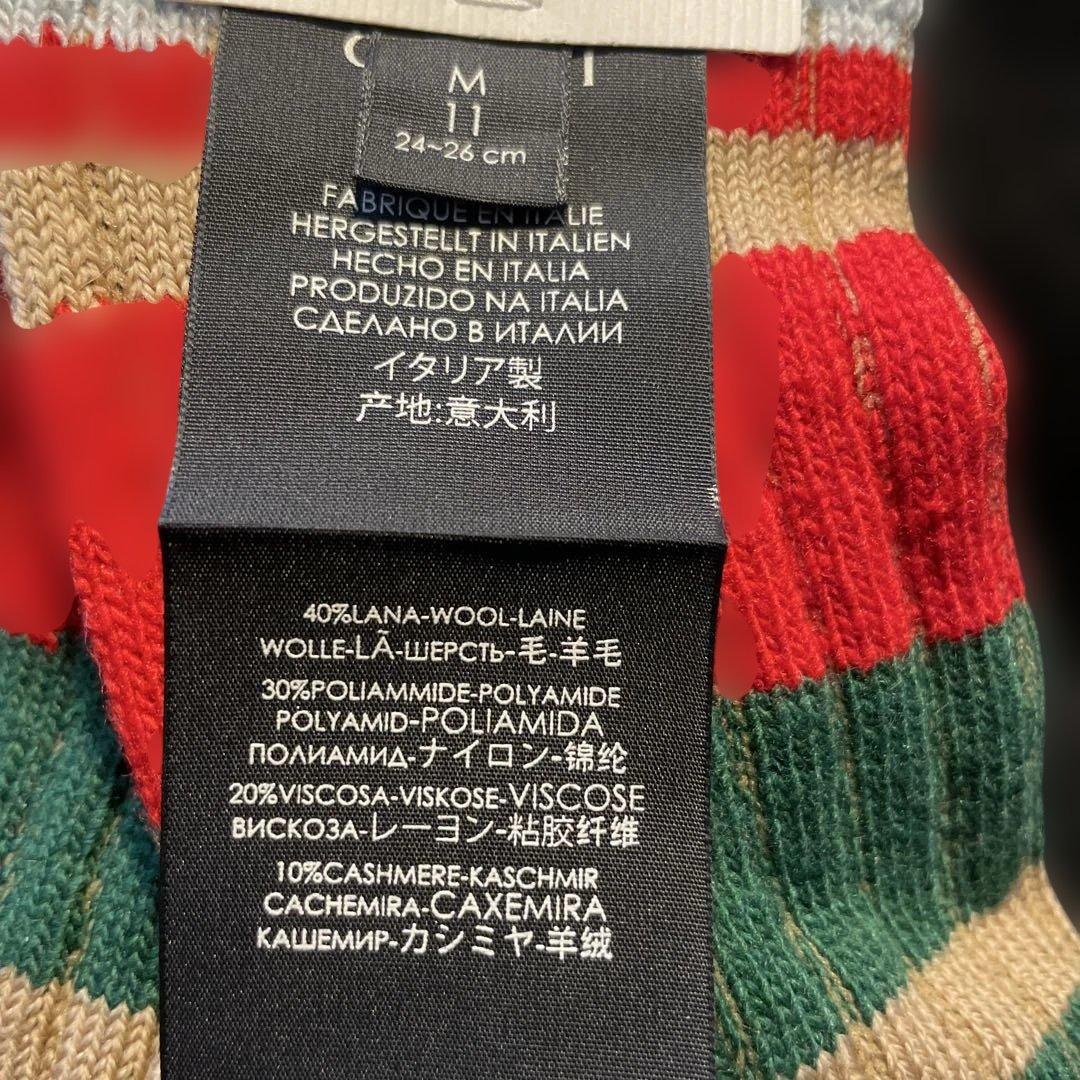 M
11
24~26 cm
FABRIQUE EN ITALIE
HERGESTELLT IN ITALIEN
HECHO EN ITALIA
PRODUZIDO NA ITALIA
СДЕЛАНО В ИТАЛИИ
イタリア製
产地:意大利
40%LANA-WOOL-LAINE
WOLLE-LÃ-ШЕРСТЬ-毛-羊毛
30%POLIAMMIDE-POLYAMIDE
POLYAMID-POLIAMIDA
ПОЛИАМИД-ナイロン-锦纶
20%VISCOSA-VISKOSE-VISCOSE
ВИСКОЗА-レーヨン-粘胶纤维
10%CASHMERE-KASCHMIR
CACHEMIRA-CAXEMIRA
КАШЕМИР-カシミヤ-羊绒